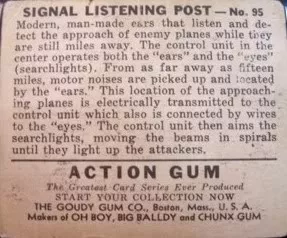 SIGNAL LISTENING POST — No. 95
Modern, man-made ears that listen and de-
tect the approach of enemy planes while they
are still miles away. The control unit in the
center operates both the "ears" and the "eyes"
(searchlights). From as far away as fifteen
miles, motor noises are picked up and located
by the "ears." This location of the approach-
ing planes is electrically transmitted to the
control unit which also is connected by wires
to the "eyes." The control unit then aims the
searchlights, moving the beams in spirals
until they light up the attackers.
ACTION GUM
The Greatest Card Series Ever Produced
START YOUR COLLECTION NOW
THE GOUDY GUM CO., Boston, Mass., U. S. A.
Makers of OH BOY, BIG BALLDY and CHUNX GUM